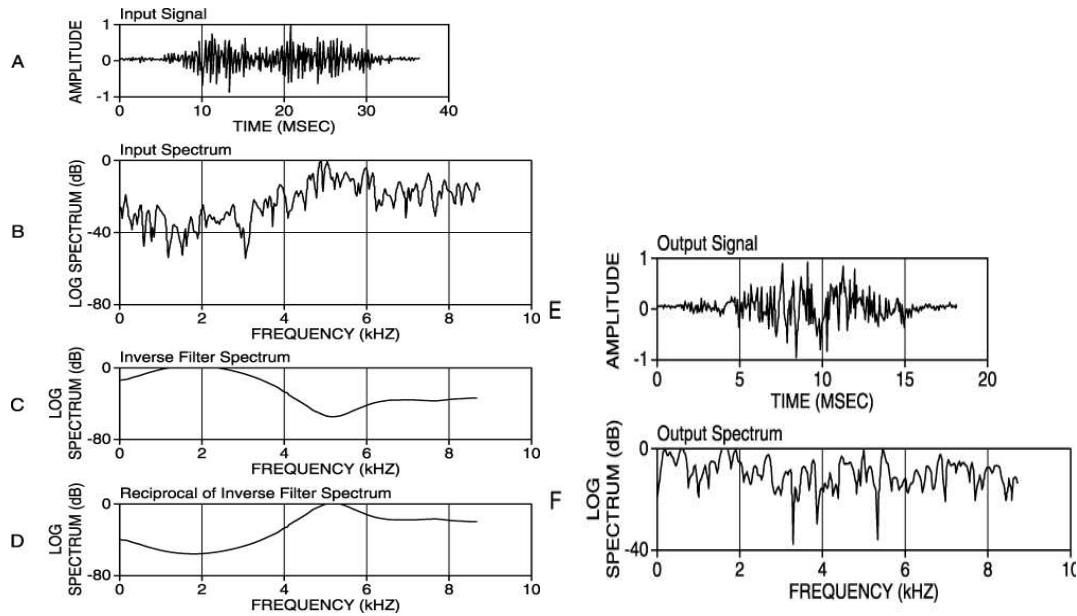 A
Input Signal
AMPLITUDE
1
0
-1
0 10 20 30 40
TIME (MSEC)
B
Input Spectrum
LOG SPECTRUM (dB)
0
-40
-80
0 2 4 6 8 10
FREQUENCY (kHZ)
C
Inverse Filter Spectrum
LOG
SPECTRUM (dB)
0
-80
0 2 4 6 8 10
FREQUENCY (kHZ)
D
Reciprocal of Inverse Filter Spectrum
LOG
SPECTRUM (dB)
0
-80
0 2 4 6 8 10
FREQUENCY (kHZ)
E
Output Signal
AMPLITUDE
1
0
-1
0 5 10 15 20
TIME (MSEC)
F
Output Spectrum
LOG
SPECTRUM (dB)
0
-40
0 2 4 6 8 10
FREQUENCY (kHZ)